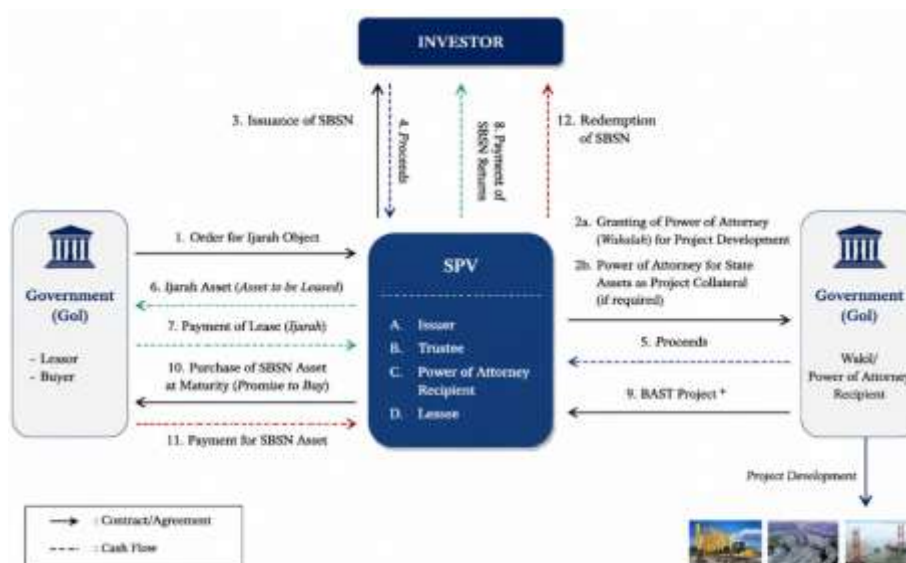 INVESTOR
3. Issuance of SBSN
4. Proceeds
8. Payment of
SBSN Returns
12. Redemption
of SBSN
Government
(GoI)
- Lessor
- Buyer
1. Order for Ijarah Object
6. Ijarah Asset (Asset to be Leased)
7. Payment of Lease (Ijarah)
10. Purchase of SBSN Asset
at Maturity (Promise to Buy)
11. Payment for SBSN Asset
SPV
A. Issuer
B. Trustee
C. Power of Attorney
Recipient
D. Lessee
2a. Granting of Power of Attorney
(Wakalah) for Project Development
2b. Power of Attorney for State
Assets as Project Collateral
(if required)
5. Proceeds
9. BAST Project *
Government
(GoI)
Wakil/
Power of Attorney
Recipient
Project Development
: Contract/Agreement
: Cash Flow